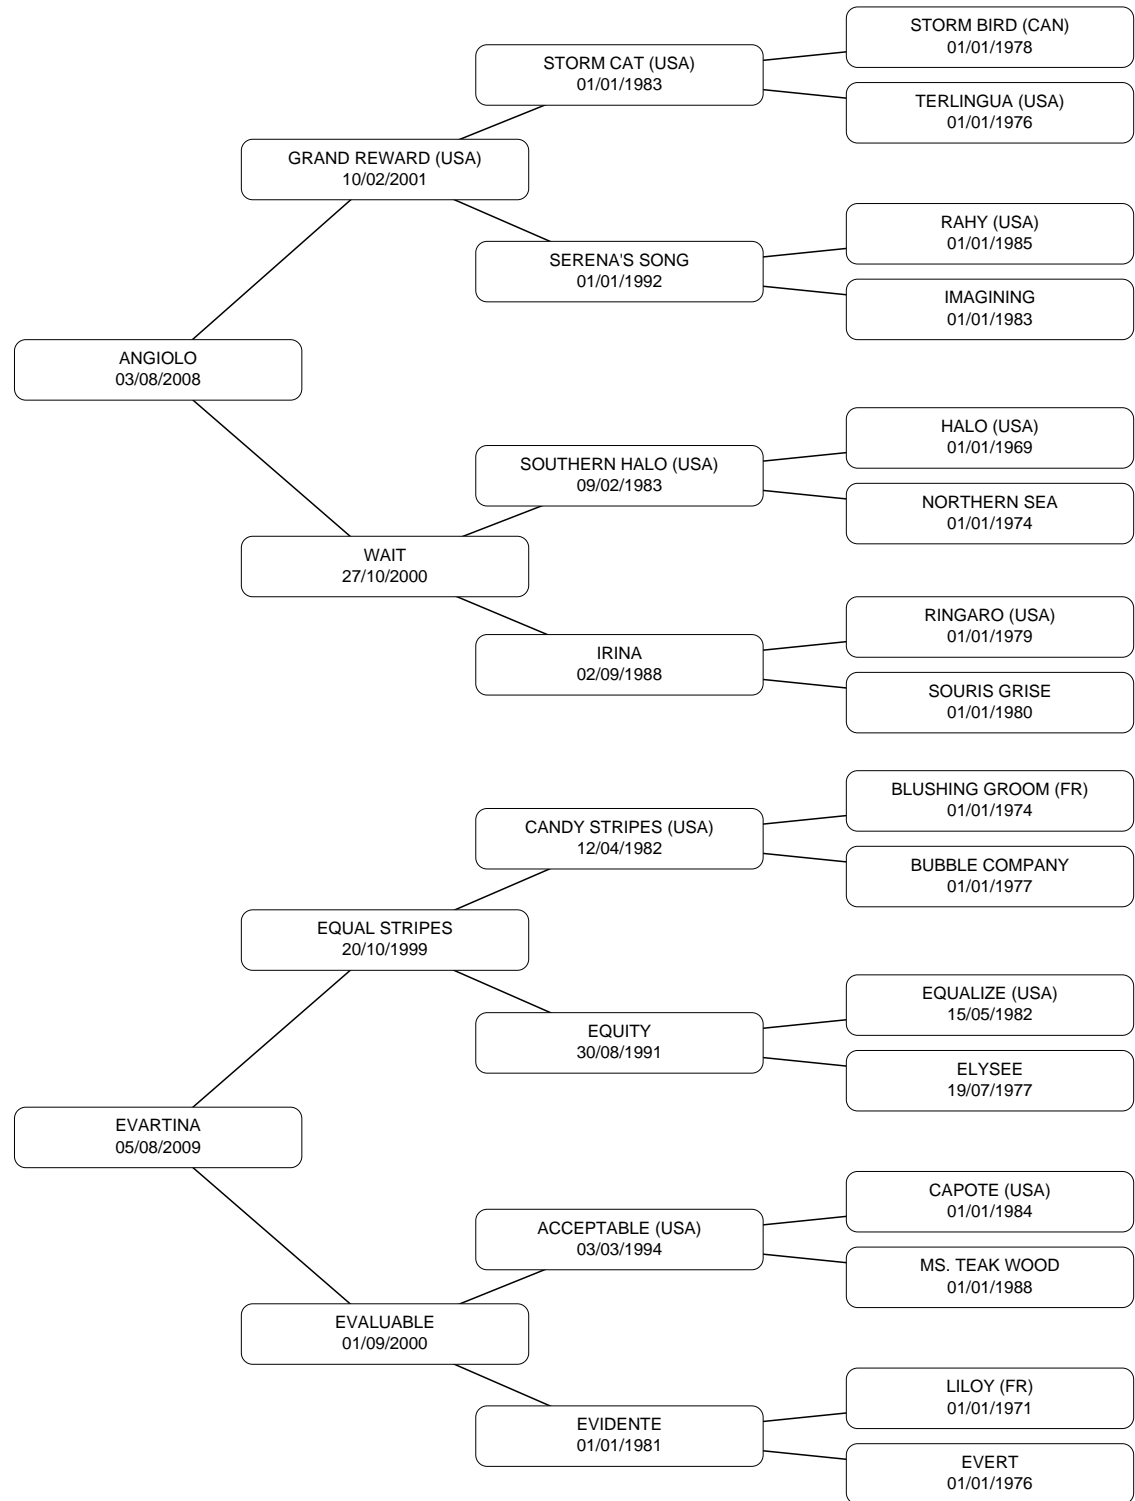 STORM BIRD (CAN)
01/01/1978
STORM CAT (USA)
01/01/1983
TERLINGUA (USA)
01/01/1976
GRAND REWARD (USA)
10/02/2001
RAHY (USA)
01/01/1985
SERENA'S SONG
01/01/1992
IMAGINING
01/01/1983
ANGIOLO
03/08/2008
HALO (USA)
01/01/1969
SOUTHERN HALO (USA)
09/02/1983
NORTHERN SEA
01/01/1974
WAIT
27/10/2000
RINGARO (USA)
01/01/1979
IRINA
02/09/1988
SOURIS GRISE
01/01/1980
BLUSHING GROOM (FR)
01/01/1974
CANDY STRIPES (USA)
12/04/1982
BUBBLE COMPANY
01/01/1977
EQUAL STRIPES
20/10/1999
EQUALIZE (USA)
15/05/1982
EQUITY
30/08/1991
ELYSEE
19/07/1977
EVARTINA
05/08/2009
CAPOTE (USA)
01/01/1984
ACCEPTABLE (USA)
03/03/1994
MS. TEAK WOOD
01/01/1988
EVALUABLE
01/09/2000
LILOY (FR)
01/01/1971
EVIDENTE
01/01/1981
EVERT
01/01/1976